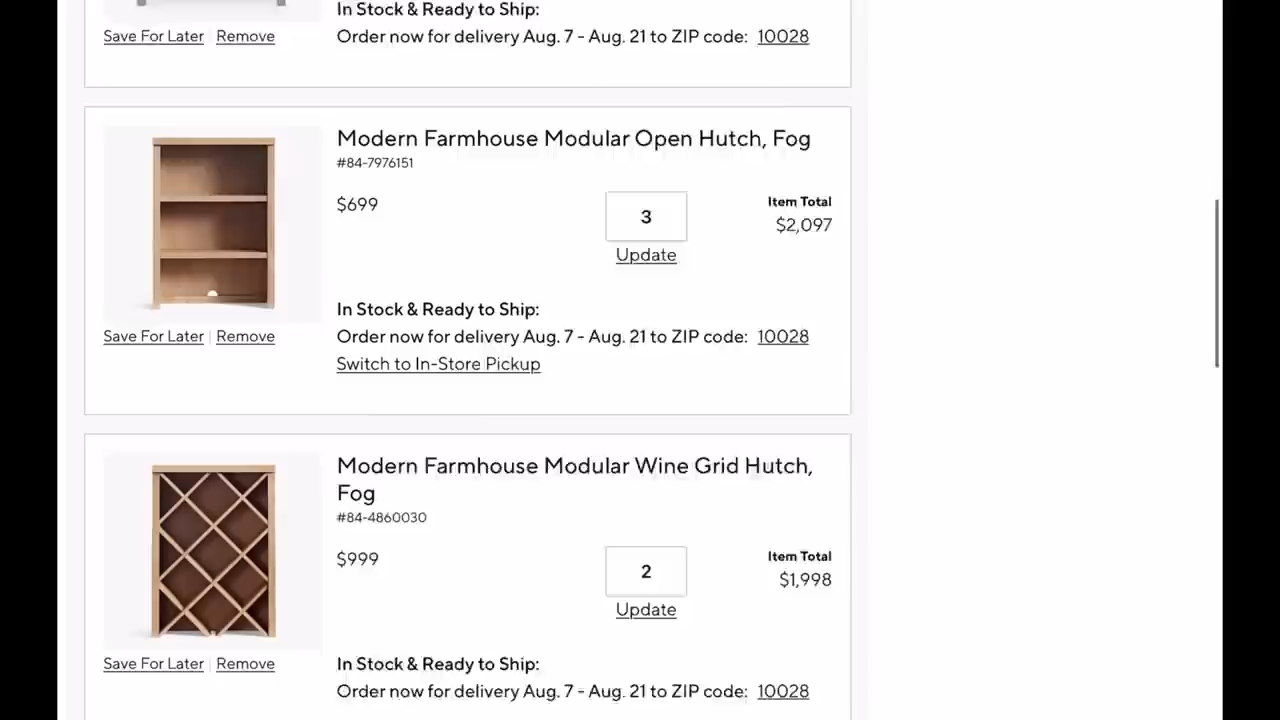 In Stock & Ready to Ship:
Save For Later | Remove
Order now for delivery Aug. 7 - Aug. 21 to ZIP code: 10028
Modern Farmhouse Modular Open Hutch, Fog
#84-7976151
$699
3
Item Total
$2,097
Update
In Stock & Ready to Ship:
Save For Later | Remove
Order now for delivery Aug. 7 - Aug. 21 to ZIP code: 10028
Switch to In-Store Pickup
Modern Farmhouse Modular Wine Grid Hutch,
Fog
#84-4860030
$999
2
Item Total
$1,998
Update
In Stock & Ready to Ship:
Save For Later | Remove
Order now for delivery Aug. 7 - Aug. 21 to ZIP code: 10028